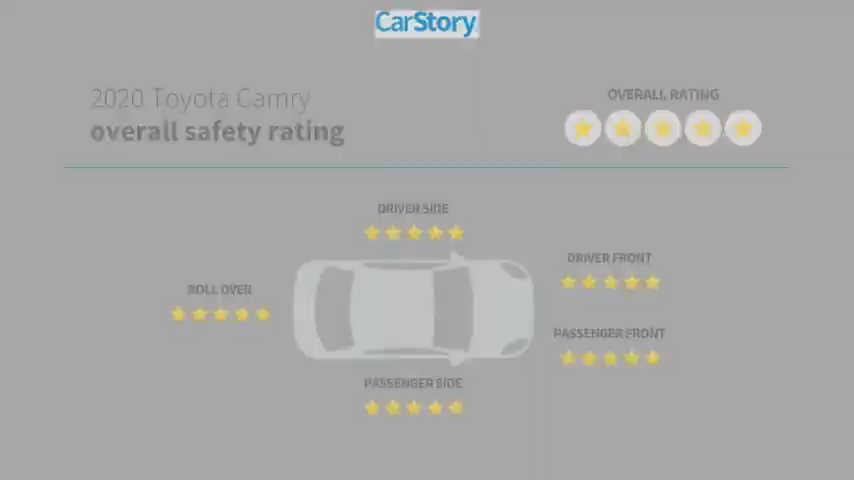 CarStory
2020 Toyota Camry
overall safety rating
OVERALL RATING
DRIVER SIDE
DRIVER FRONT
ROLL OVER
PASSENGER FRONT
PASSENGER SIDE